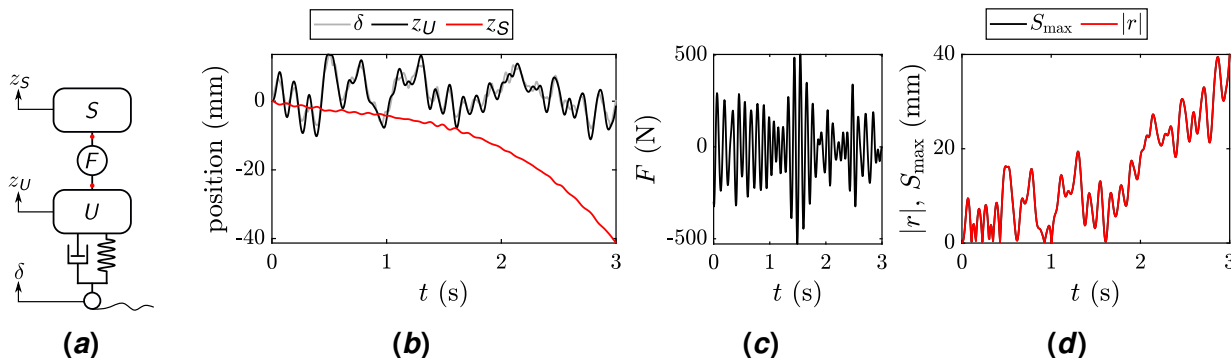 z_S
S
F
z_U
U
δ
(a)
δ z_U z_S
position (mm)
0
-20
-40
0 1 2 3
t (s)
(b)
F (N)
500
0
-500
0 1 2 3
t (s)
(c)
S_max |r|
|r|, S_max (mm)
40
20
0
0 1 2 3
t (s)
(d)